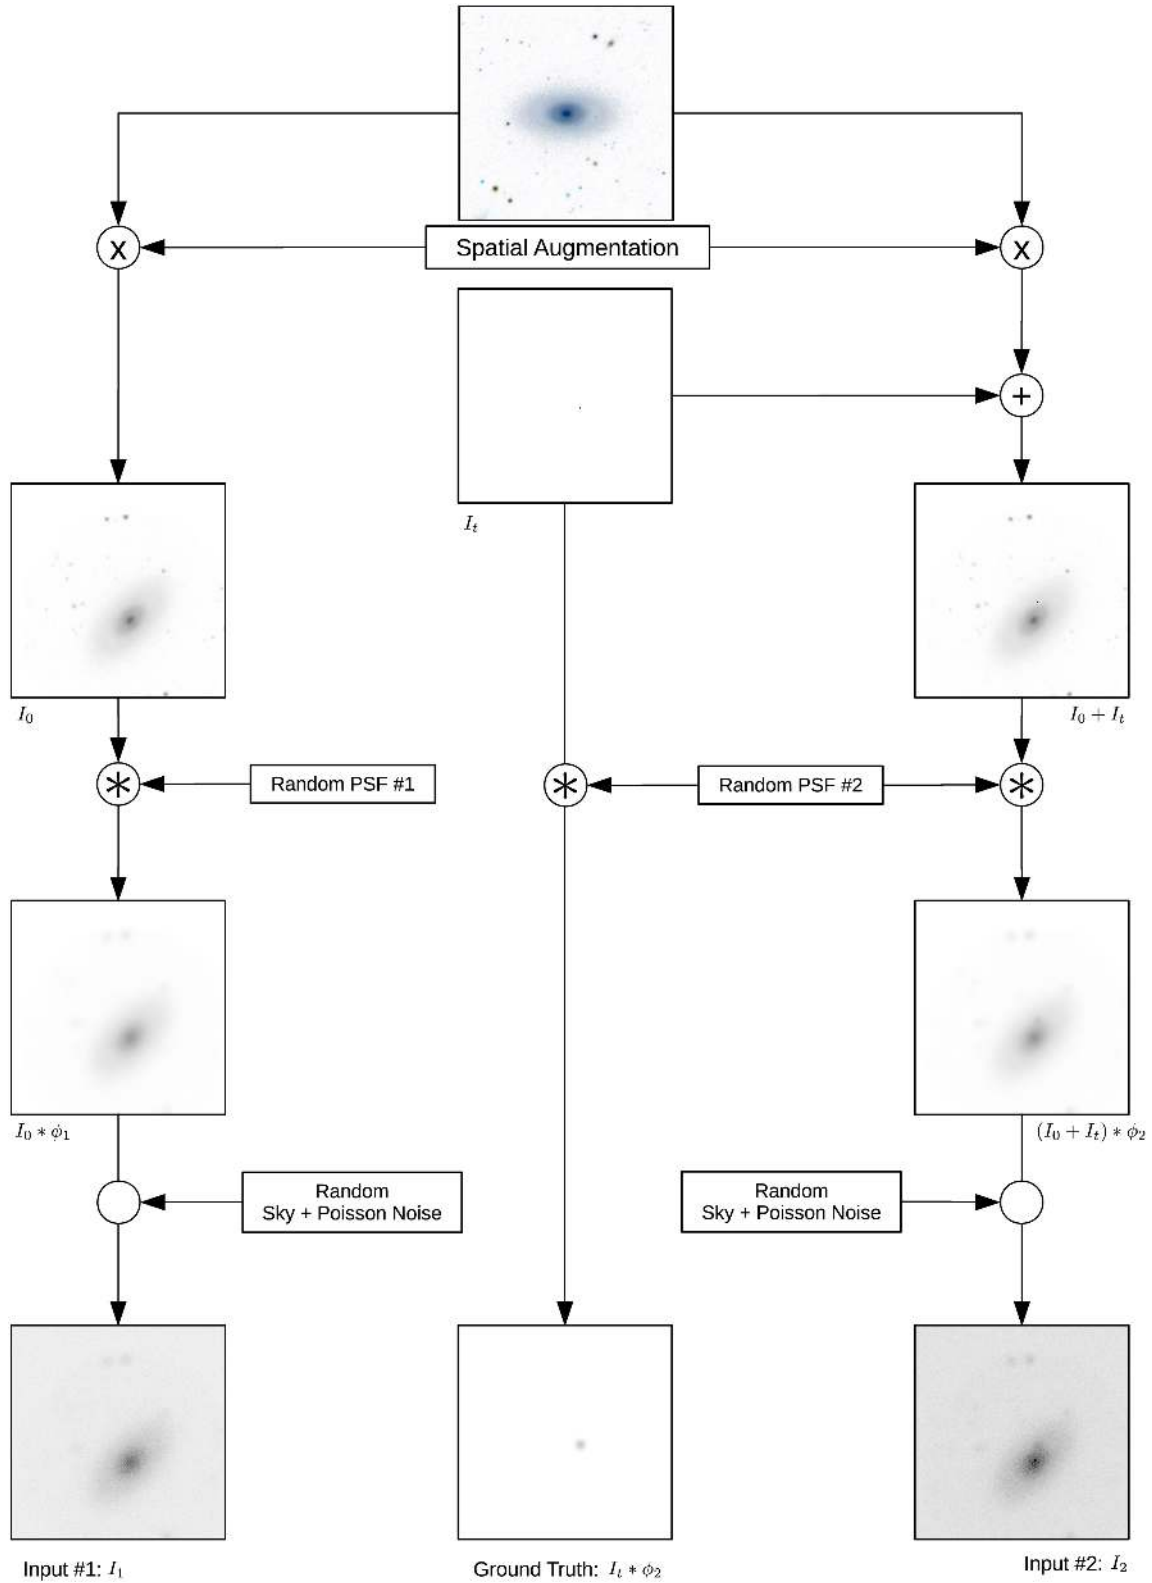 x
Spatial Augmentation
x
+
I_t
I_0
I_0 + I_t
*
Random PSF #1
*
Random PSF #2
*
I_0 * ϕ_1
(I_0 + I_t) * ϕ_2
Random
Sky + Poisson Noise
Random
Sky + Poisson Noise
Input #1: I_1
Ground Truth: I_t * ϕ_2
Input #2: I_2